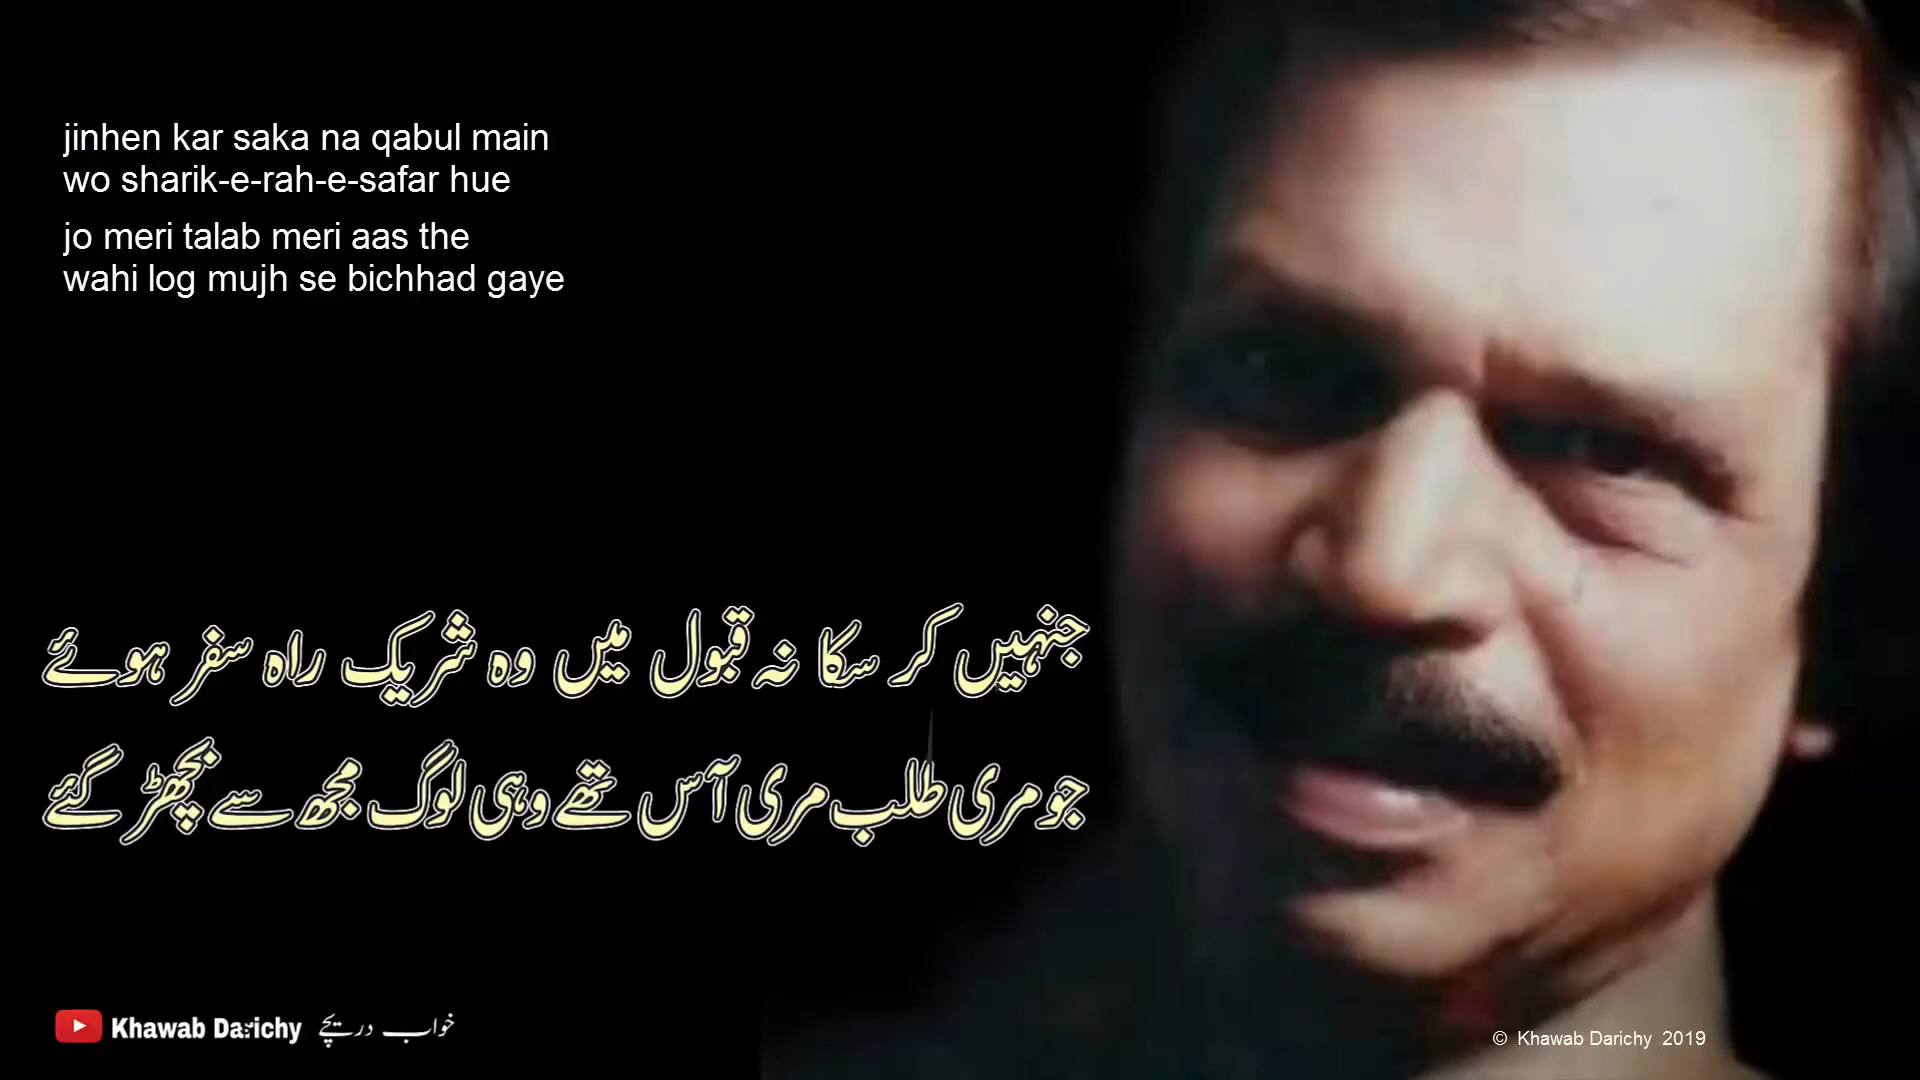 jinhen kar saka na qabul main
wo sharik-e-rah-e-safar hue
jo meri talab meri aas the
wahi log mujh se bichhad gaye
جنہیں کر سکا نہ قبول میں وہ شریک راہ سفر ہوئے
جو مری طلب مری آس تھے وہی لوگ مجھ سے بچھڑ گئے
Khawab Darichy خواب دریچے
© Khawab Darichy 2019